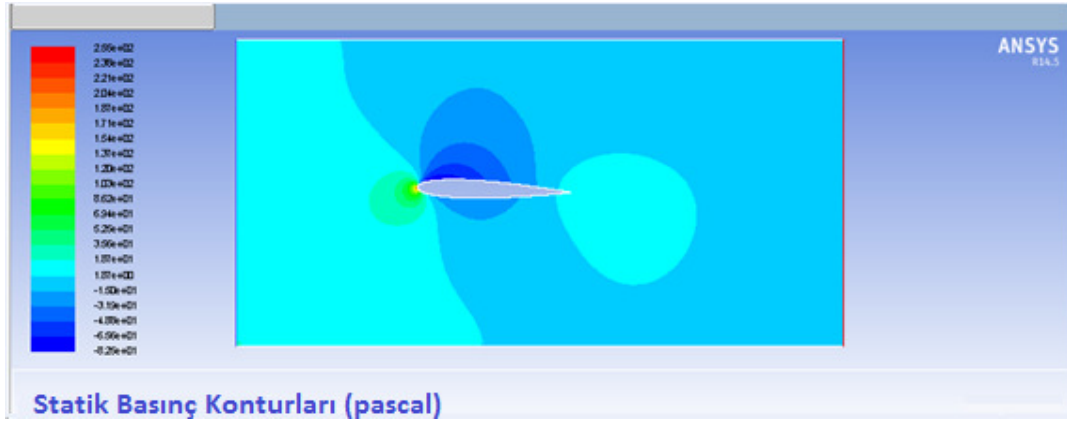 ANSYS
R14.5
2.55e+02
2.38e+02
2.21e+02
2.04e+02
1.87e+02
1.71e+02
1.54e+02
1.37e+02
1.20e+02
1.03e+02
8.62e+01
6.94e+01
5.25e+01
3.56e+01
1.87e+01
1.87e+00
-1.50e+01
-3.19e+01
-4.88e+01
-6.56e+01
-8.25e+01
Statik Basınç Konturları (pascal)